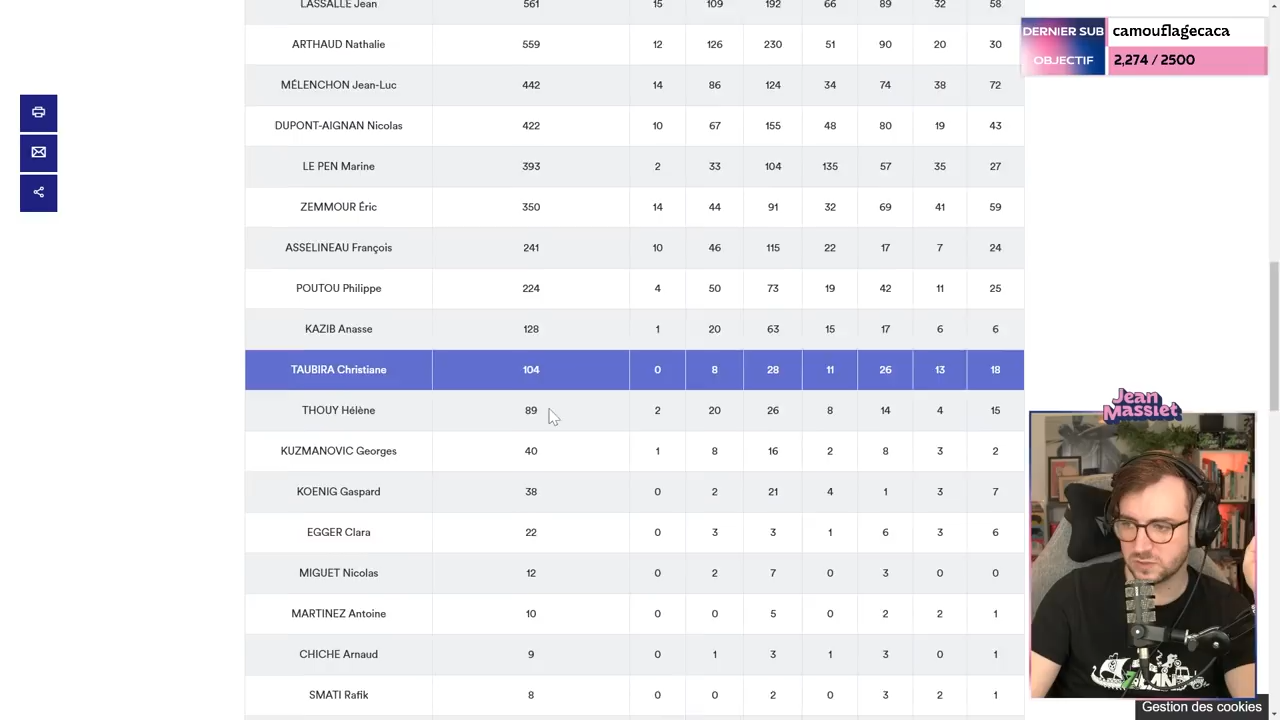 LASSALLE Jean 561 15 109 192 66 89 32 58
ARTHAUD Nathalie 559 12 126 230 51 90 20 30
MÉLENCHON Jean-Luc 442 14 86 124 34 74 38 72
DUPONT-AIGNAN Nicolas 422 10 67 155 48 80 19 43
LE PEN Marine 393 2 33 104 135 57 35 27
ZEMMOUR Éric 350 14 44 91 32 69 41 59
ASSELINEAU François 241 10 46 115 22 17 7 24
POUTOU Philippe 224 4 50 73 19 42 11 25
KAZIB Anasse 128 1 20 63 15 17 6 6
TAUBIRA Christiane 104 0 8 28 11 26 13 18
THOUY Hélène 89 2 20 26 8 14 4 15
KUZMANOVIC Georges 40 1 8 16 2 8 3 2
KOENIG Gaspard 38 0 2 21 4 1 3 7
EGGER Clara 22 0 3 3 1 6 3 6
MIGUET Nicolas 12 0 2 7 0 3 0 0
MARTINEZ Antoine 10 0 0 5 0 2 2 1
CHICHE Arnaud 9 0 1 3 1 3 0 1
SMATI Rafik 8 0 0 2 0 3 2 1
DERNIER SUB camouflagecaca
OBJECTIF 2,274 / 2500
Jean
Massiet
Gestion des cookies